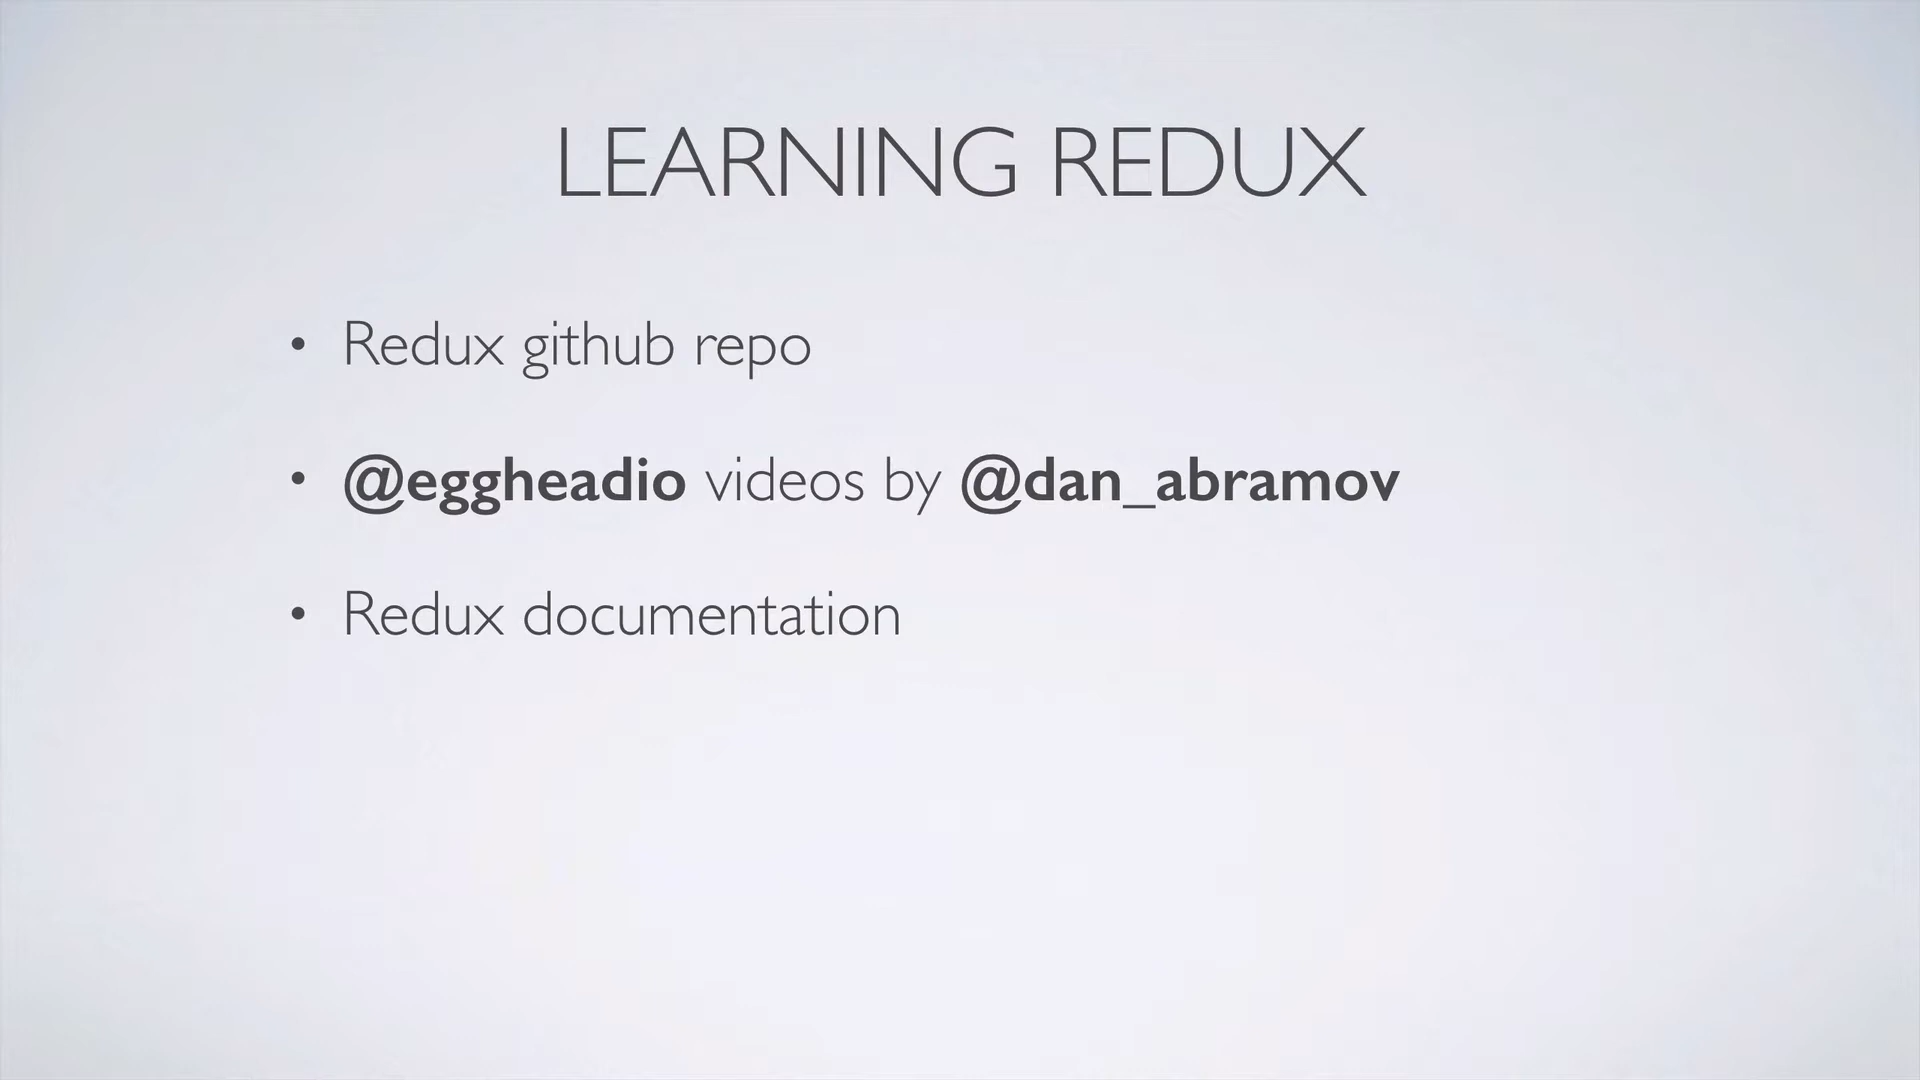 LEARNING REDUX
• Redux github repo
• @eggheadio videos by @dan_abramov
• Redux documentation